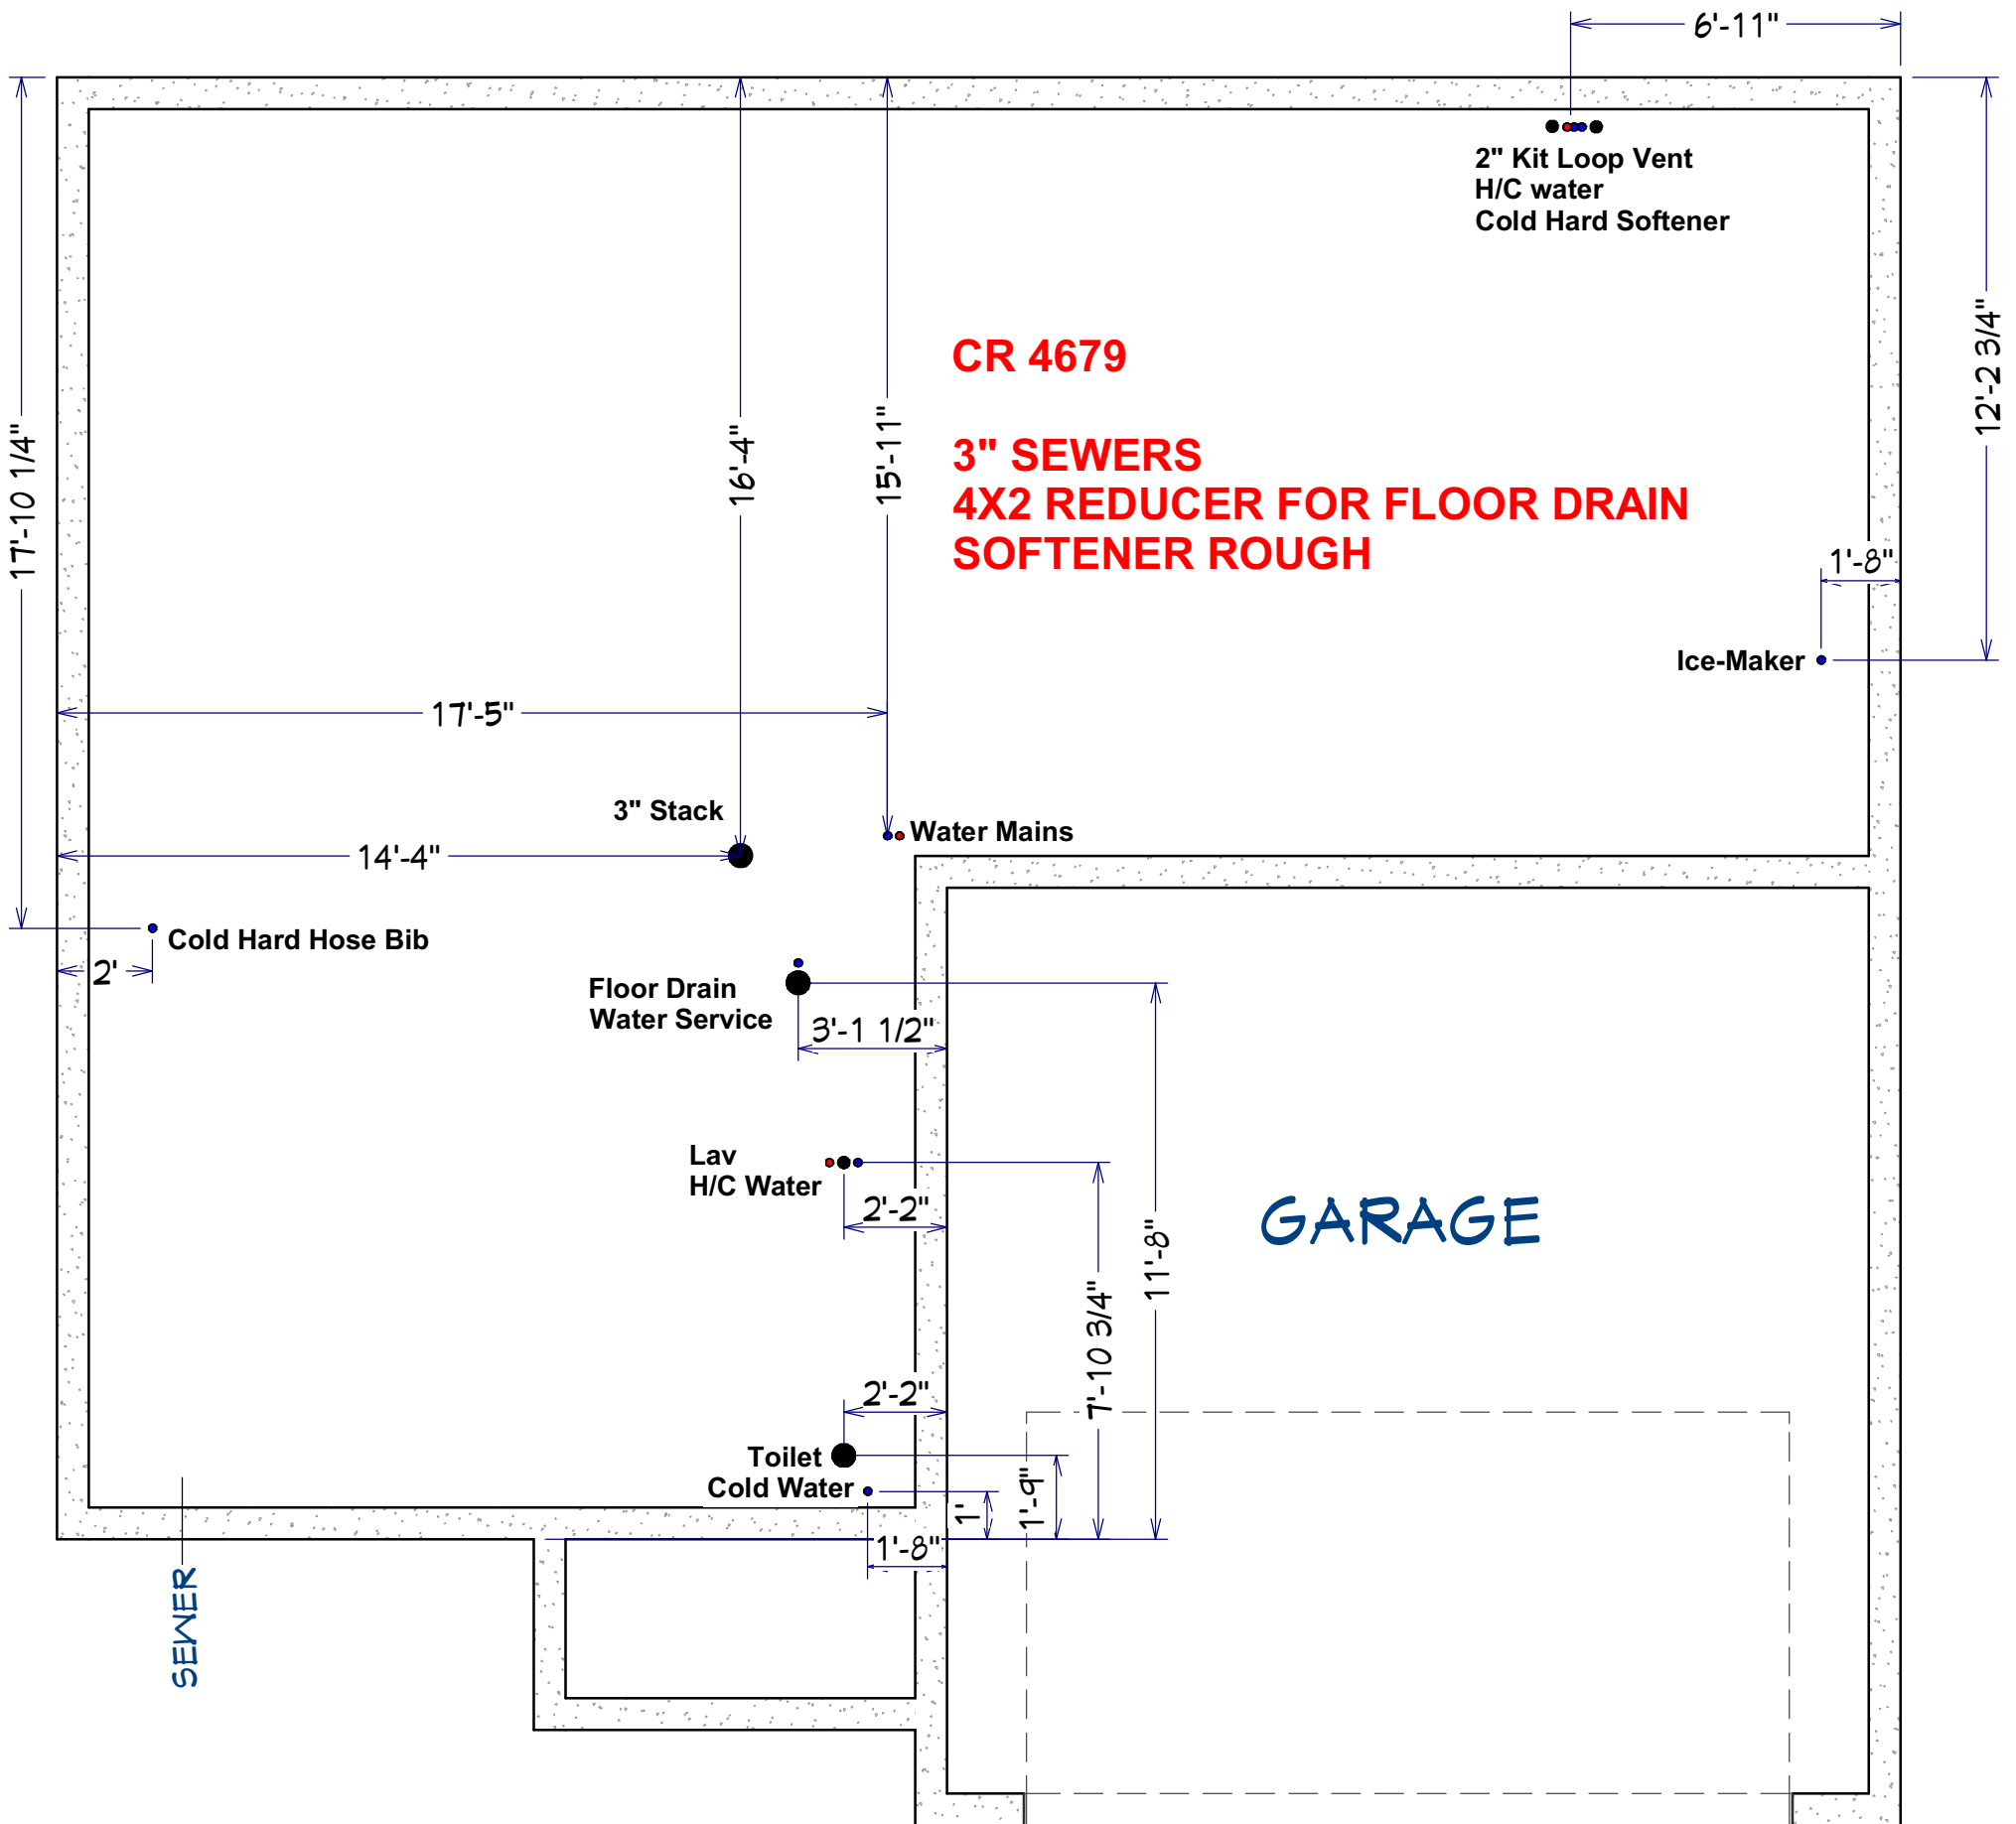 6'-11"
2" Kit Loop Vent
H/C water
Cold Hard Softener
CR 4679
3" SEWERS
4X2 REDUCER FOR FLOOR DRAIN
SOFTENER ROUGH
12'-2 3/4"
17'-10 1/4"
16'-4"
15'-11"
1'-8"
Ice-Maker
17'-5"
3" Stack
Water Mains
14'-4"
Cold Hard Hose Bib
2'
Floor Drain
Water Service
3'-1 1/2"
Lav
H/C Water
2'-2"
GARAGE
11'-8"
7'-10 3/4"
2'-2"
Toilet
Cold Water
1'-9"
1'
1'-8"
SEWER